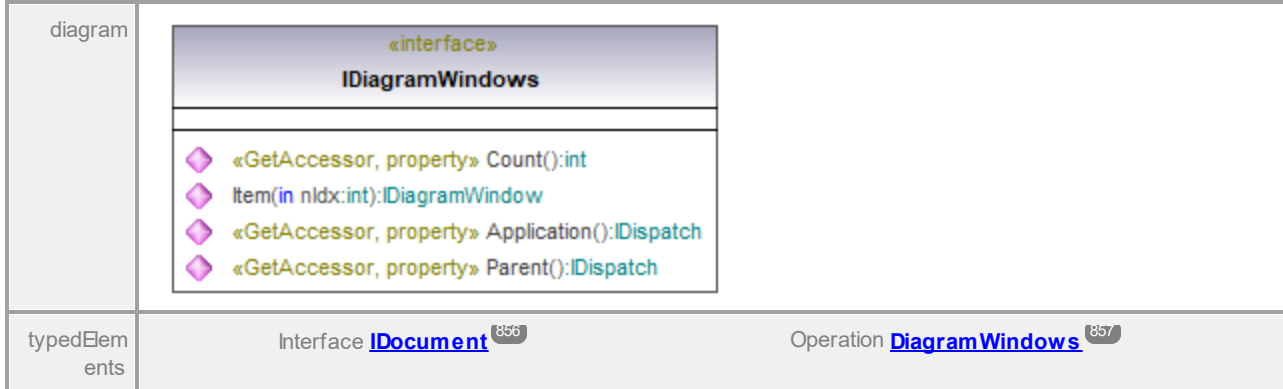 diagram
«interface»
IDiagramWindows
«GetAccessor, property» Count():int
Item(in nIdx:int):IDiagramWindow
«GetAccessor, property» Application():IDispatch
«GetAccessor, property» Parent():IDispatch
typedElem
ents
Interface IDocument 856
Operation DiagramWindows 857